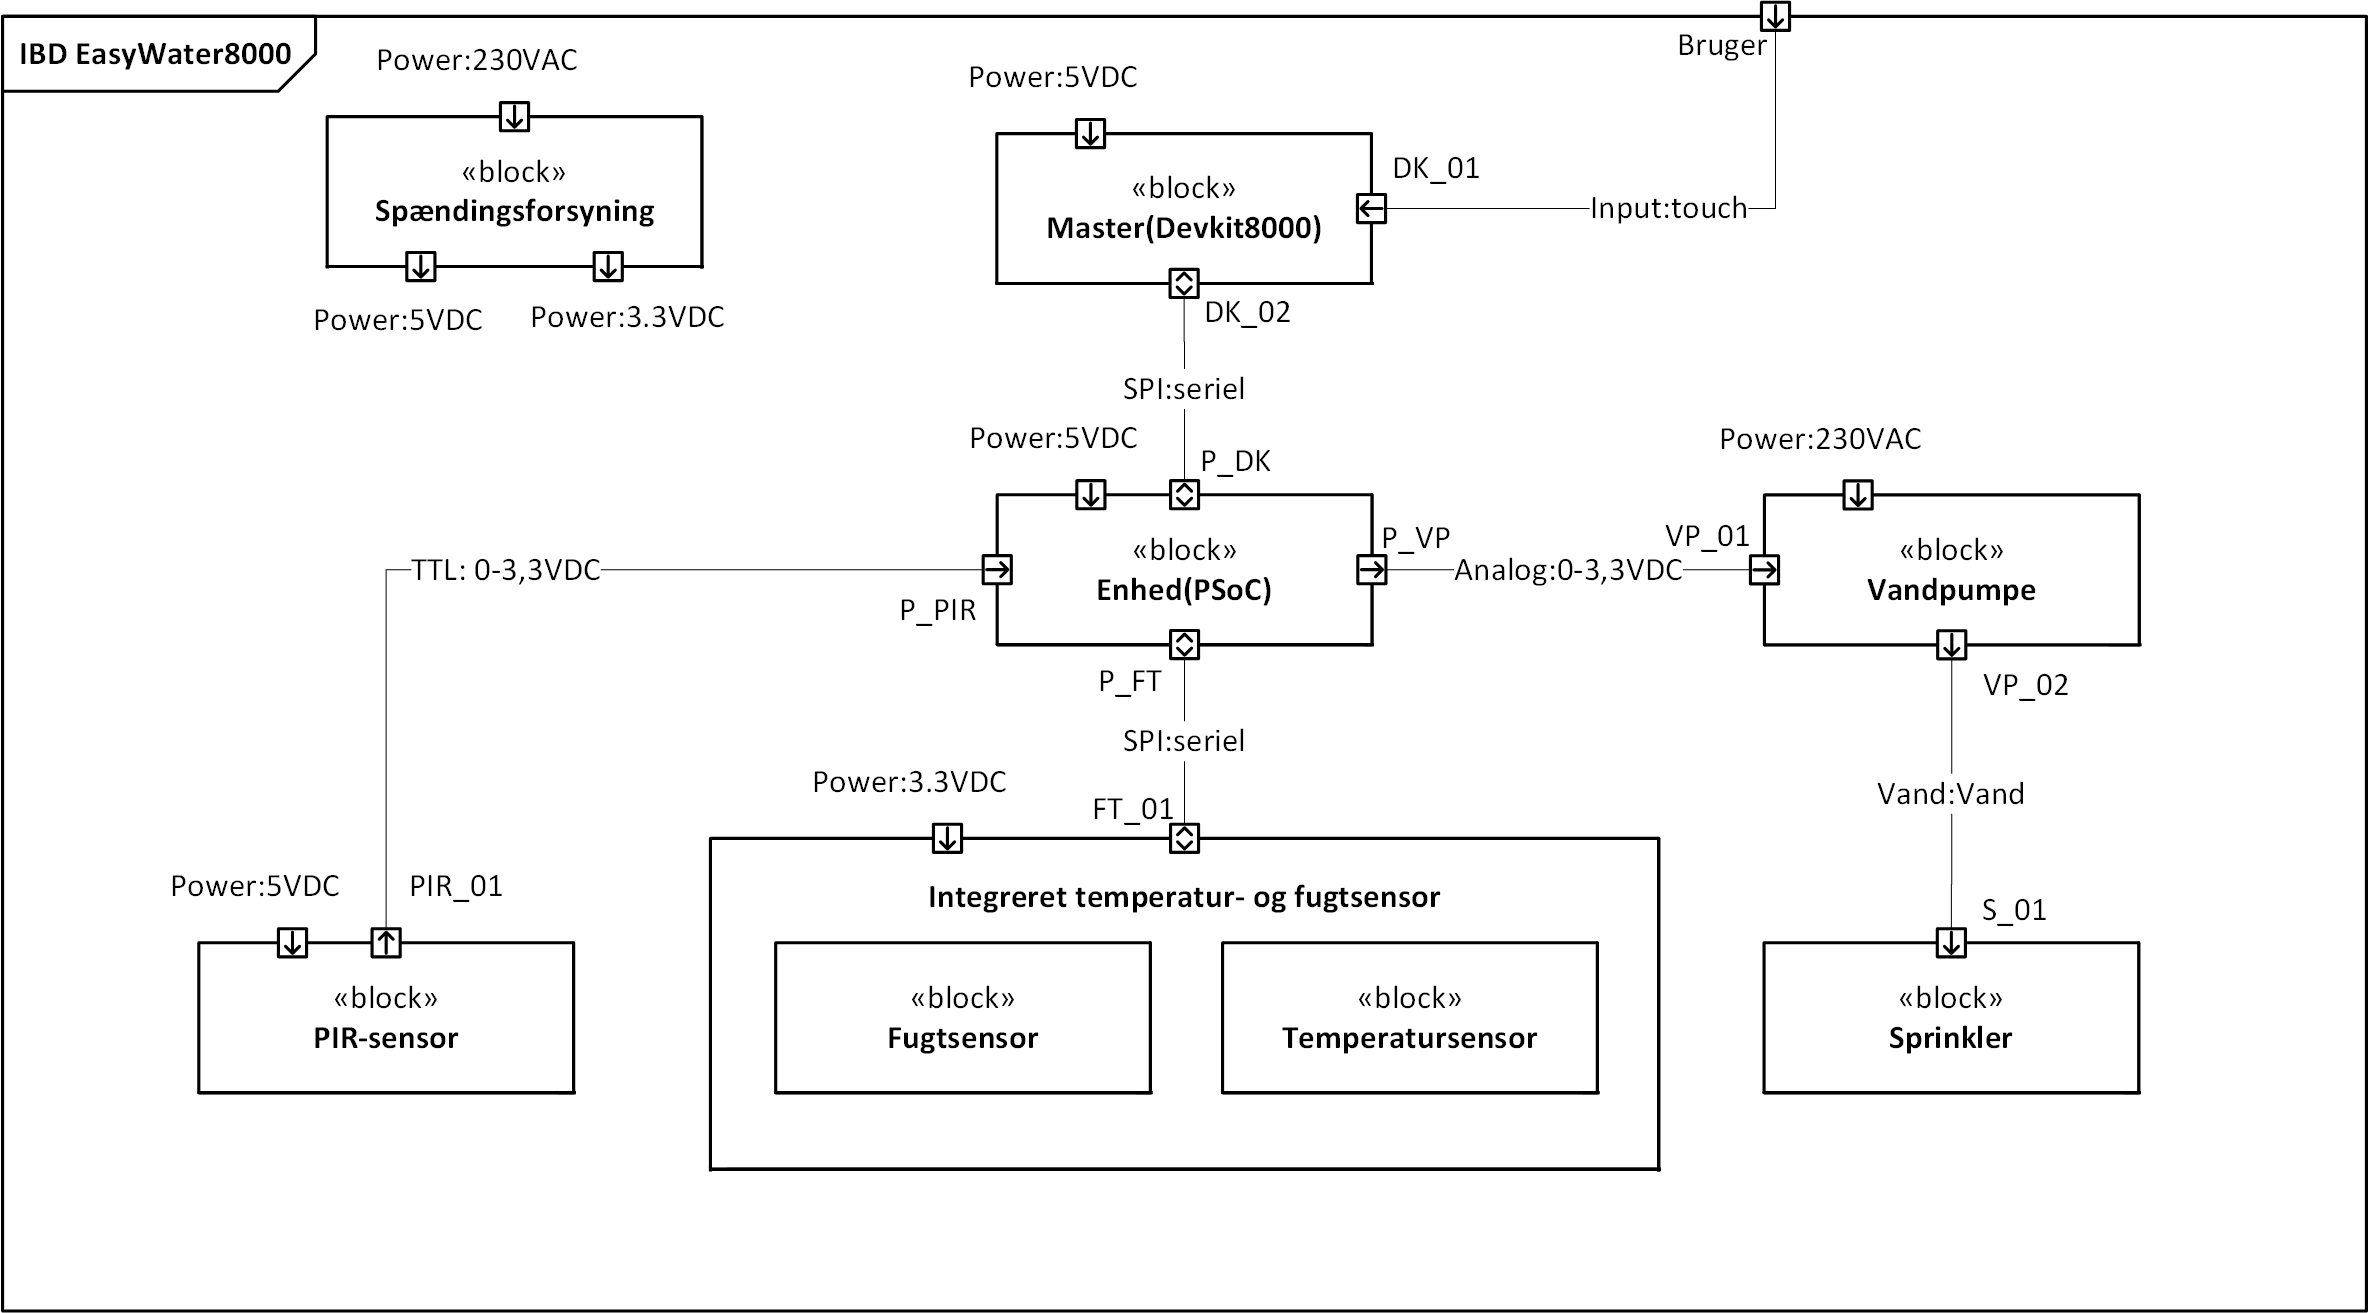 IBD EasyWater8000
Bruger
Power:230VAC
«block»
Spændingsforsyning
Power:5VDC
Power:3.3VDC
Power:5VDC
«block»
Master(Devkit8000)
DK_01
Input:touch
DK_02
SPI:seriel
Power:5VDC
P_DK
«block»
Enhed(PSoC)
TTL: 0-3,3VDC
P_PIR
P_VP
Analog:0-3,3VDC
VP_01
Power:230VAC
«block»
Vandpumpe
VP_02
Vand:Vand
P_FT
SPI:seriel
Power:3.3VDC
FT_01
Integreret temperatur- og fugtsensor
«block»
Fugtsensor
«block»
Temperatursensor
Power:5VDC
PIR_01
«block»
PIR-sensor
S_01
«block»
Sprinkler